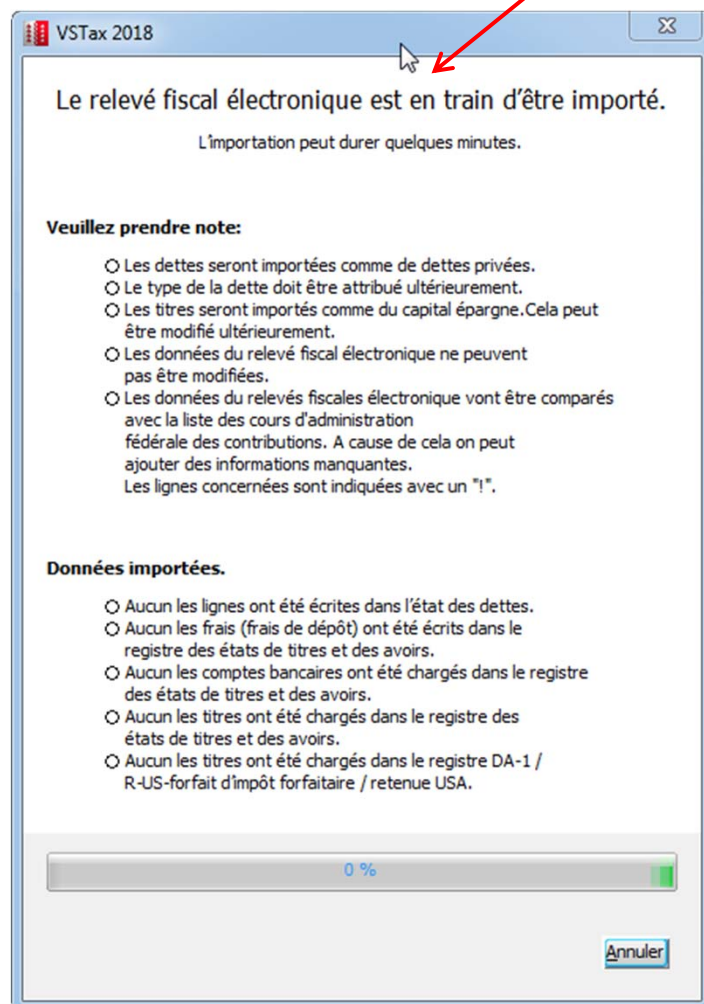 VSTax 2018
Le relevé fiscal électronique est en train d'être importé.
L'importation peut durer quelques minutes.
Veuillez prendre note:
Les dettes seront importées comme de dettes privées.
Le type de la dette doit être attribué ultérieurement.
Les titres seront importés comme du capital épargne.Cela peut
être modifié ultérieurement.
Les données du relevé fiscal électronique ne peuvent
pas être modifiées.
Les données du relevés fiscales électronique vont être comparés
avec la liste des cours d'administration
fédérale des contributions. A cause de cela on peut
ajouter des informations manquantes.
Les lignes concernées sont indiquées avec un "!".
Données importées.
Aucun les lignes ont été écrites dans l'état des dettes.
Aucun les frais (frais de dépôt) ont été écrits dans le
registre des états de titres et des avoirs.
Aucun les comptes bancaires ont été chargés dans le registre
des états de titres et des avoirs.
Aucun les titres ont été chargés dans le registre des
états de titres et des avoirs.
Aucun les titres ont été chargés dans le registre DA-1 /
R-US-forfait d'impôt forfaitaire / retenue USA.
0 %
Annuler